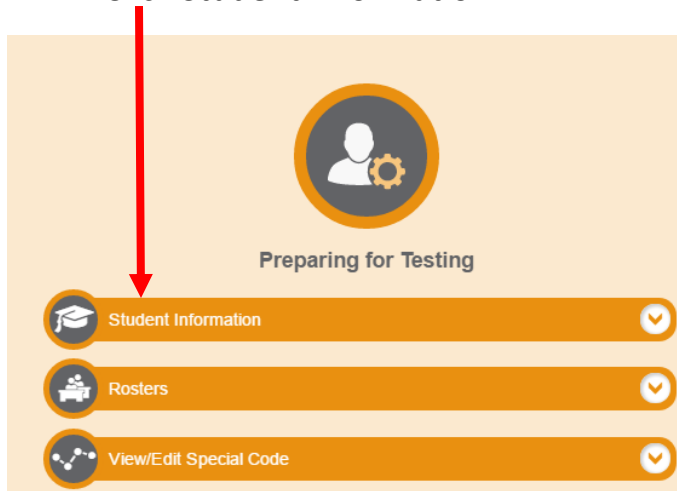 Preparing for Testing
Student Information
Rosters
View/Edit Special Code